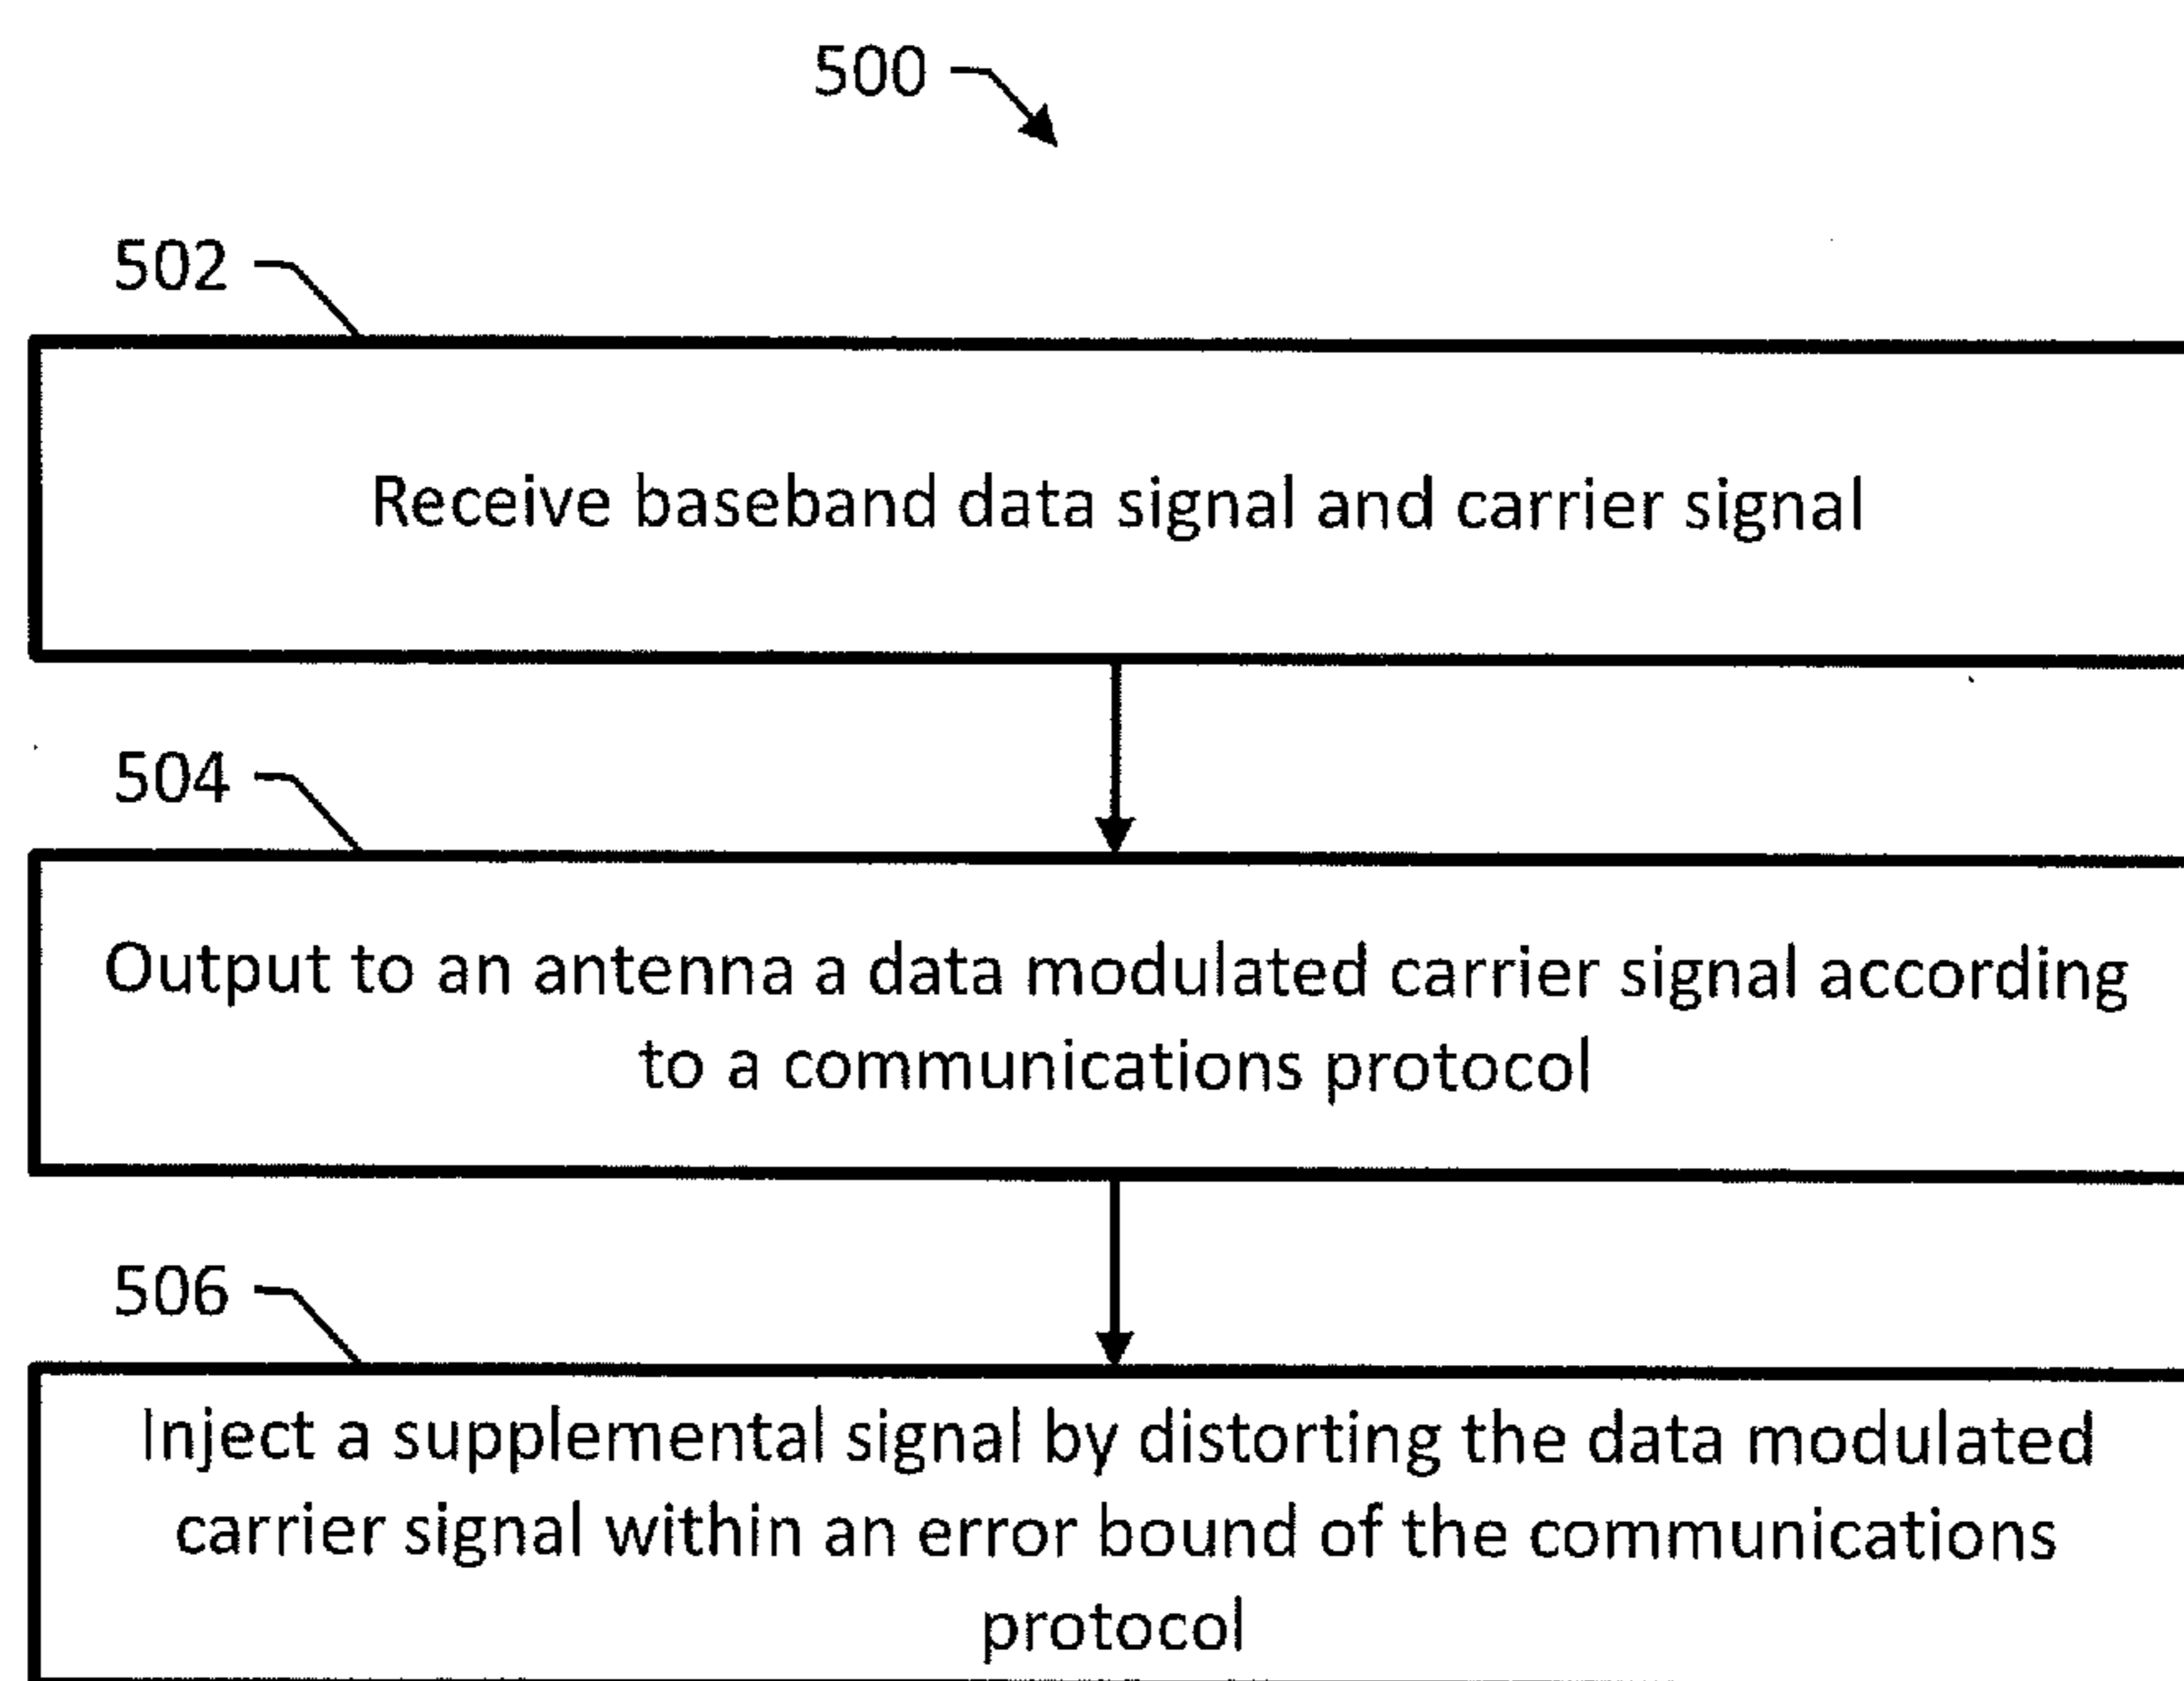 500
502
Receive baseband data signal and carrier signal
504
Output to an antenna a data modulated carrier signal according
to a communications protocol
506
Inject a supplemental signal by distorting the data modulated
carrier signal within an error bound of the communications
protocol